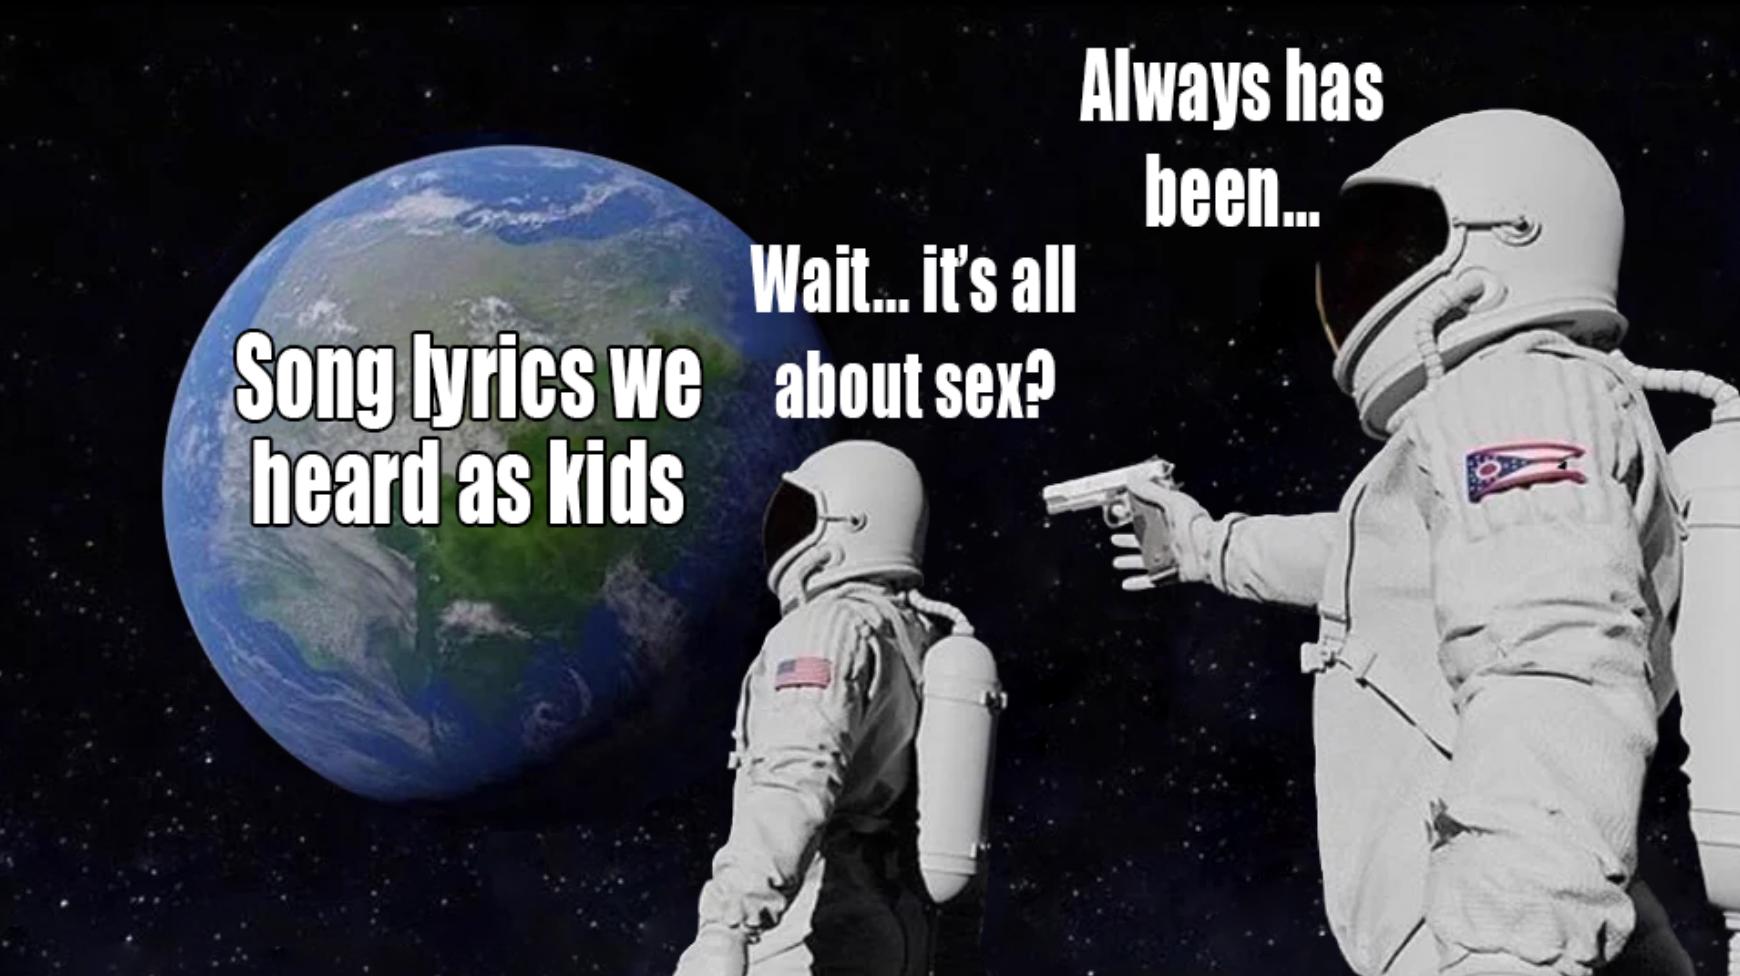 Song lyrics we
heard as kids
Wait... it's all
about sex?
Always has
been...